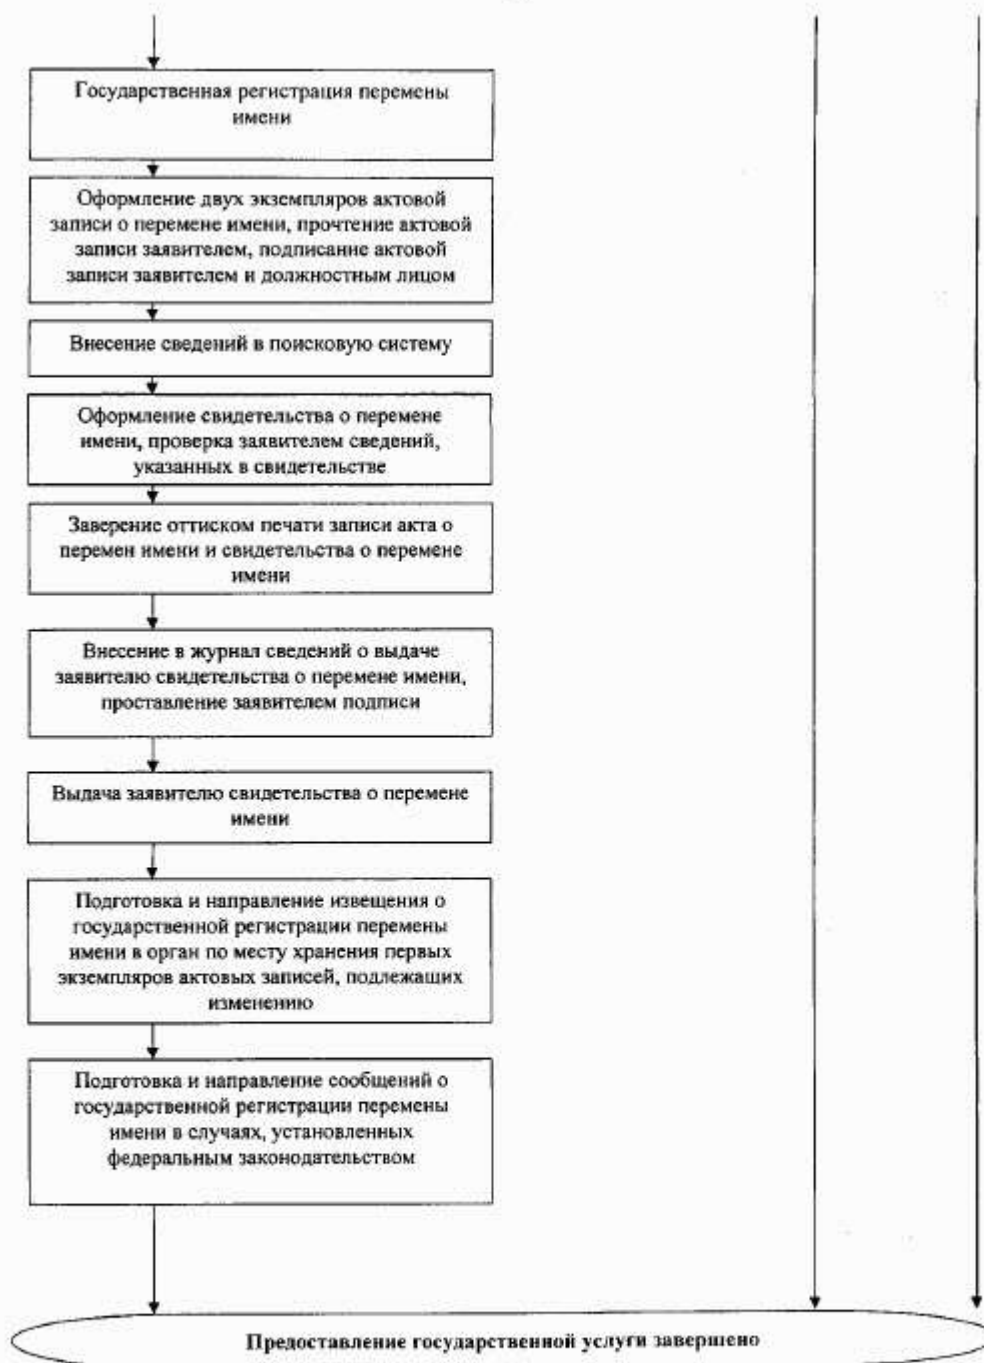 Государственная регистрация перемены
имени
Оформление двух экземпляров актовой
записи о перемене имени, прочтение актовой
записи заявителем, подписание актовой
записи заявителем и должностным лицом
Внесение сведений в поисковую систему
Оформление свидетельства о перемене
имени, проверка заявителем сведений,
указанных в свидетельстве
Заверение оттиском печати записи акта о
перемен имени и свидетельства о перемене
имени
Внесение в журнал сведений о выдаче
заявителю свидетельства о перемене имени,
проставление заявителем подписи
Выдача заявителю свидетельства о перемене
имени
Подготовка и направление извещения о
государственной регистрации перемены
имени в орган по месту хранения первых
экземпляров актовых записей, подлежащих
изменению
Подготовка и направление сообщений о
государственной регистрации перемены
имени в случаях, установленных
федеральным законодательством
Предоставление государственной услуги завершено